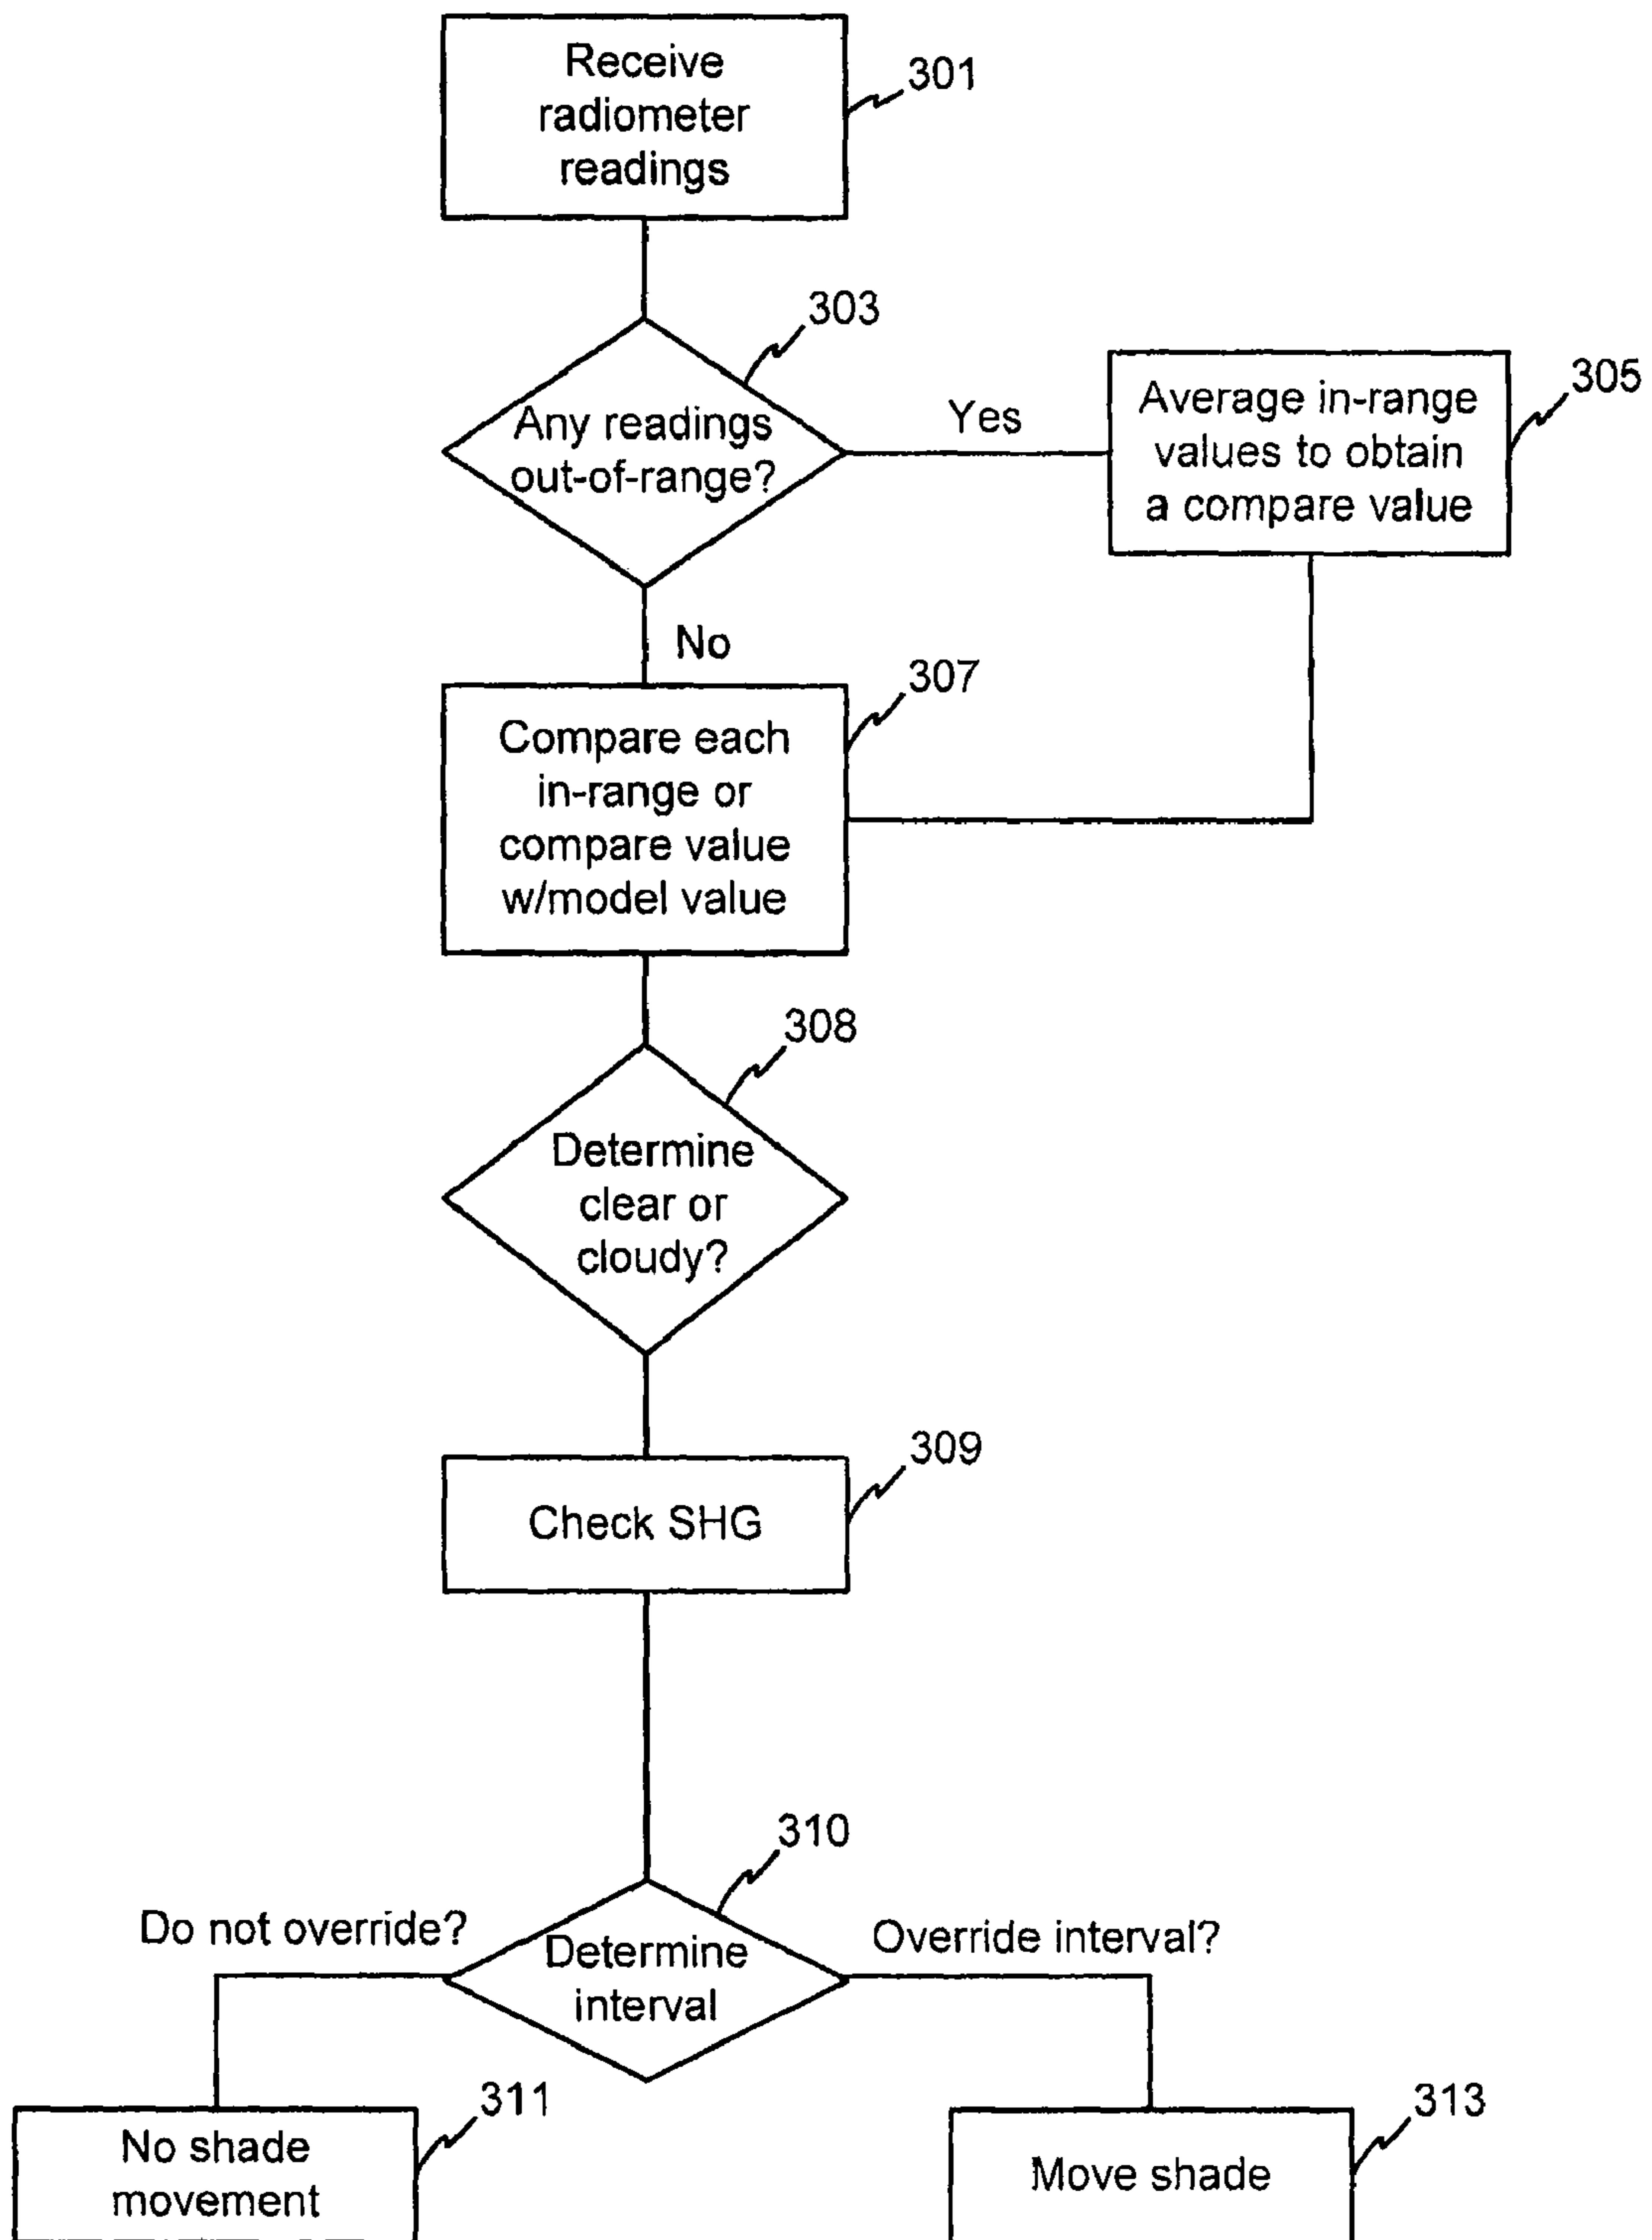 Receive
radiometer
readings
301
303
Any readings
out-of-range?
Yes
Average in-range
values to obtain
a compare value
305
No
307
Compare each
in-range or
compare value
w/model value
308
Determine
clear or
cloudy?
309
Check SHG
310
Do not override?
Determine
interval
Override interval?
311
No shade
movement
313
Move shade